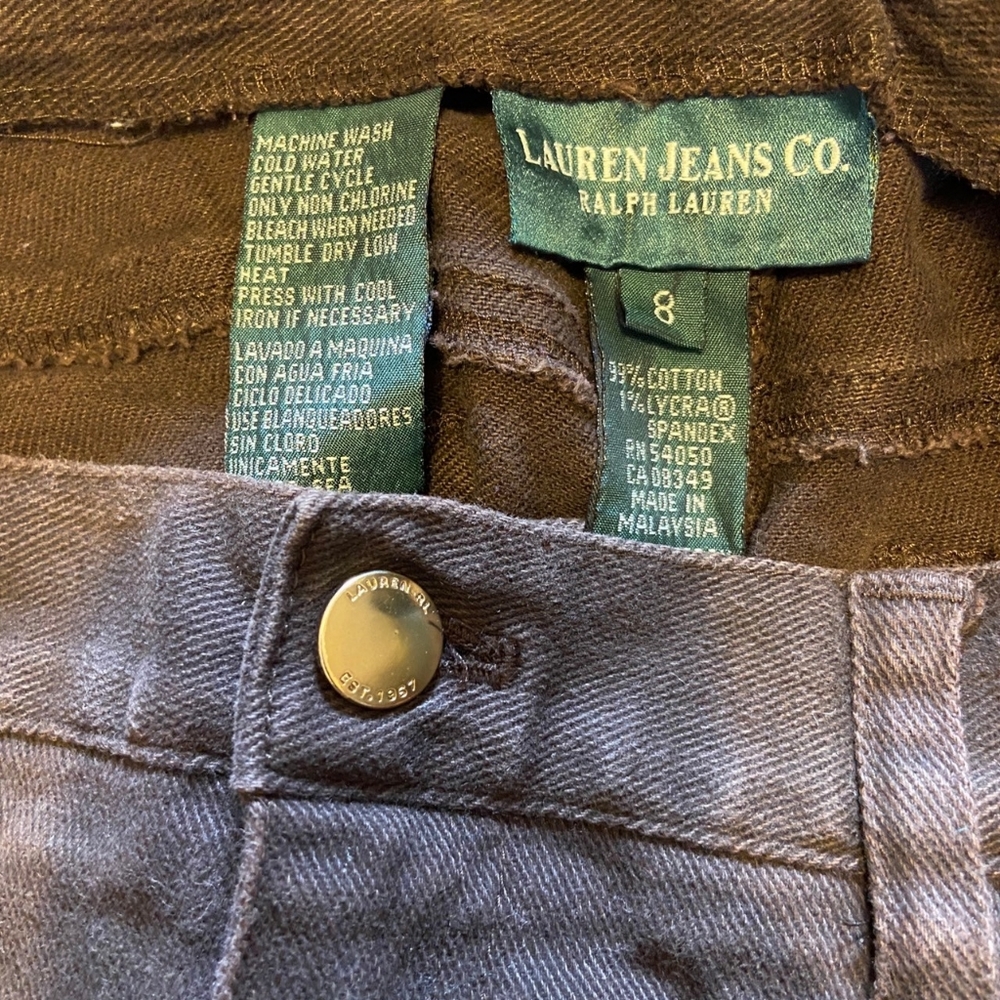 MACHINE WASH
COLD WATER
GENTLE CYCLE
ONLY NON CHLORINE
BLEACH WHEN NEEDED
TUMBLE DRY LOW
HEAT
PRESS WITH COOL
IRON IF NECESSARY
LAVADO A MAQUINA
CON AGUA FRIA
CICLO DELICADO
USE BLANQUEADORES
SIN CLORO
NICAMENTE
SEA
LAUREN JEANS CO.
RALPH LAUREN
8
99% COTTON
1% LYCRA®
SPANDEX
RN 54050
CA 08349
MADE IN
MALAYSIA
LAUREN RL
EST. 1967